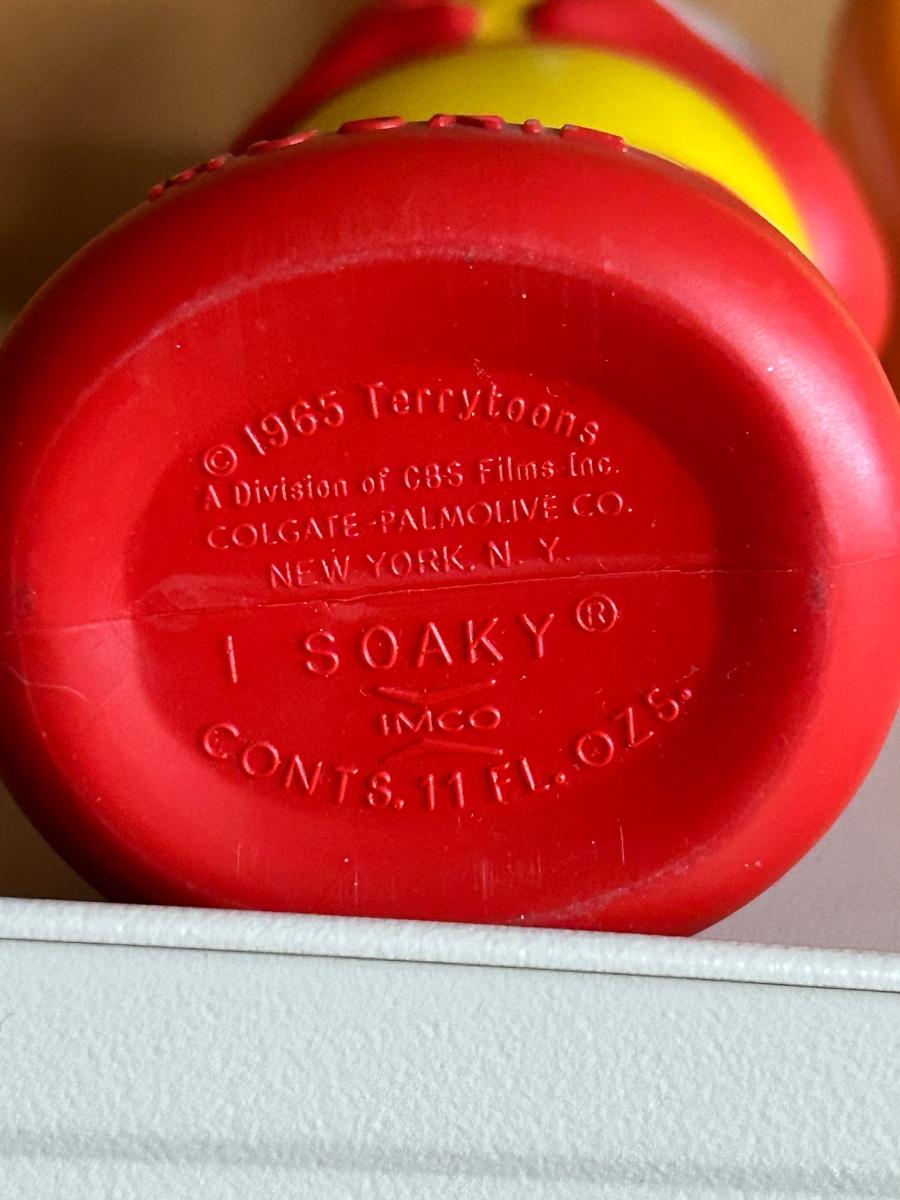 © 1965 Terrytoons
A Division of CBS Films Inc.
COLGATE-PALMOLIVE CO.
NEW YORK, N. Y.
1 SOAKY®
IMCO
CONTS. 11 FL. OZS.